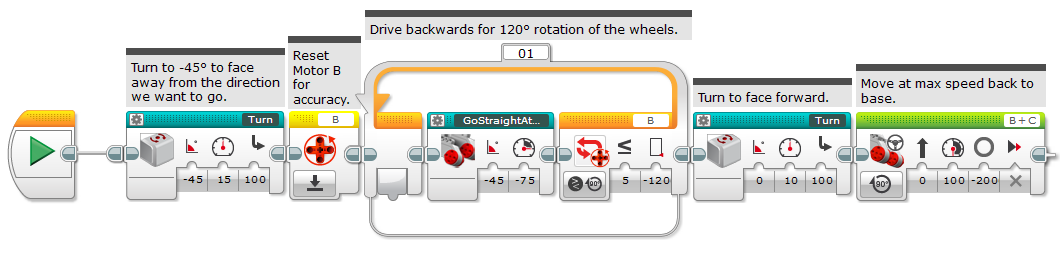 Turn to -45° to face
away from the direction
we want to go.
Reset
Motor B
for
accuracy.
Drive backwards for 120° rotation of the wheels.
01
Turn to face forward.
Move at max speed back to
base.
Turn
-45 15 100
B
GoStraightAt...
-45 -75
B
90°
5 -120
Turn
0 10 100
B+C
90°
0 100 -200